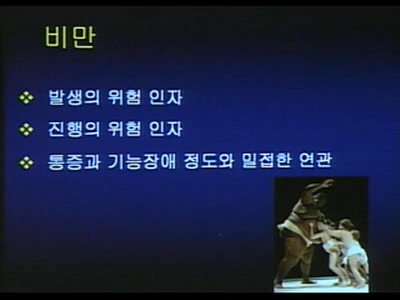 비만
발생의 위험 인자
진행의 위험 인자
통증과 기능장애 정도와 밀접한 연관